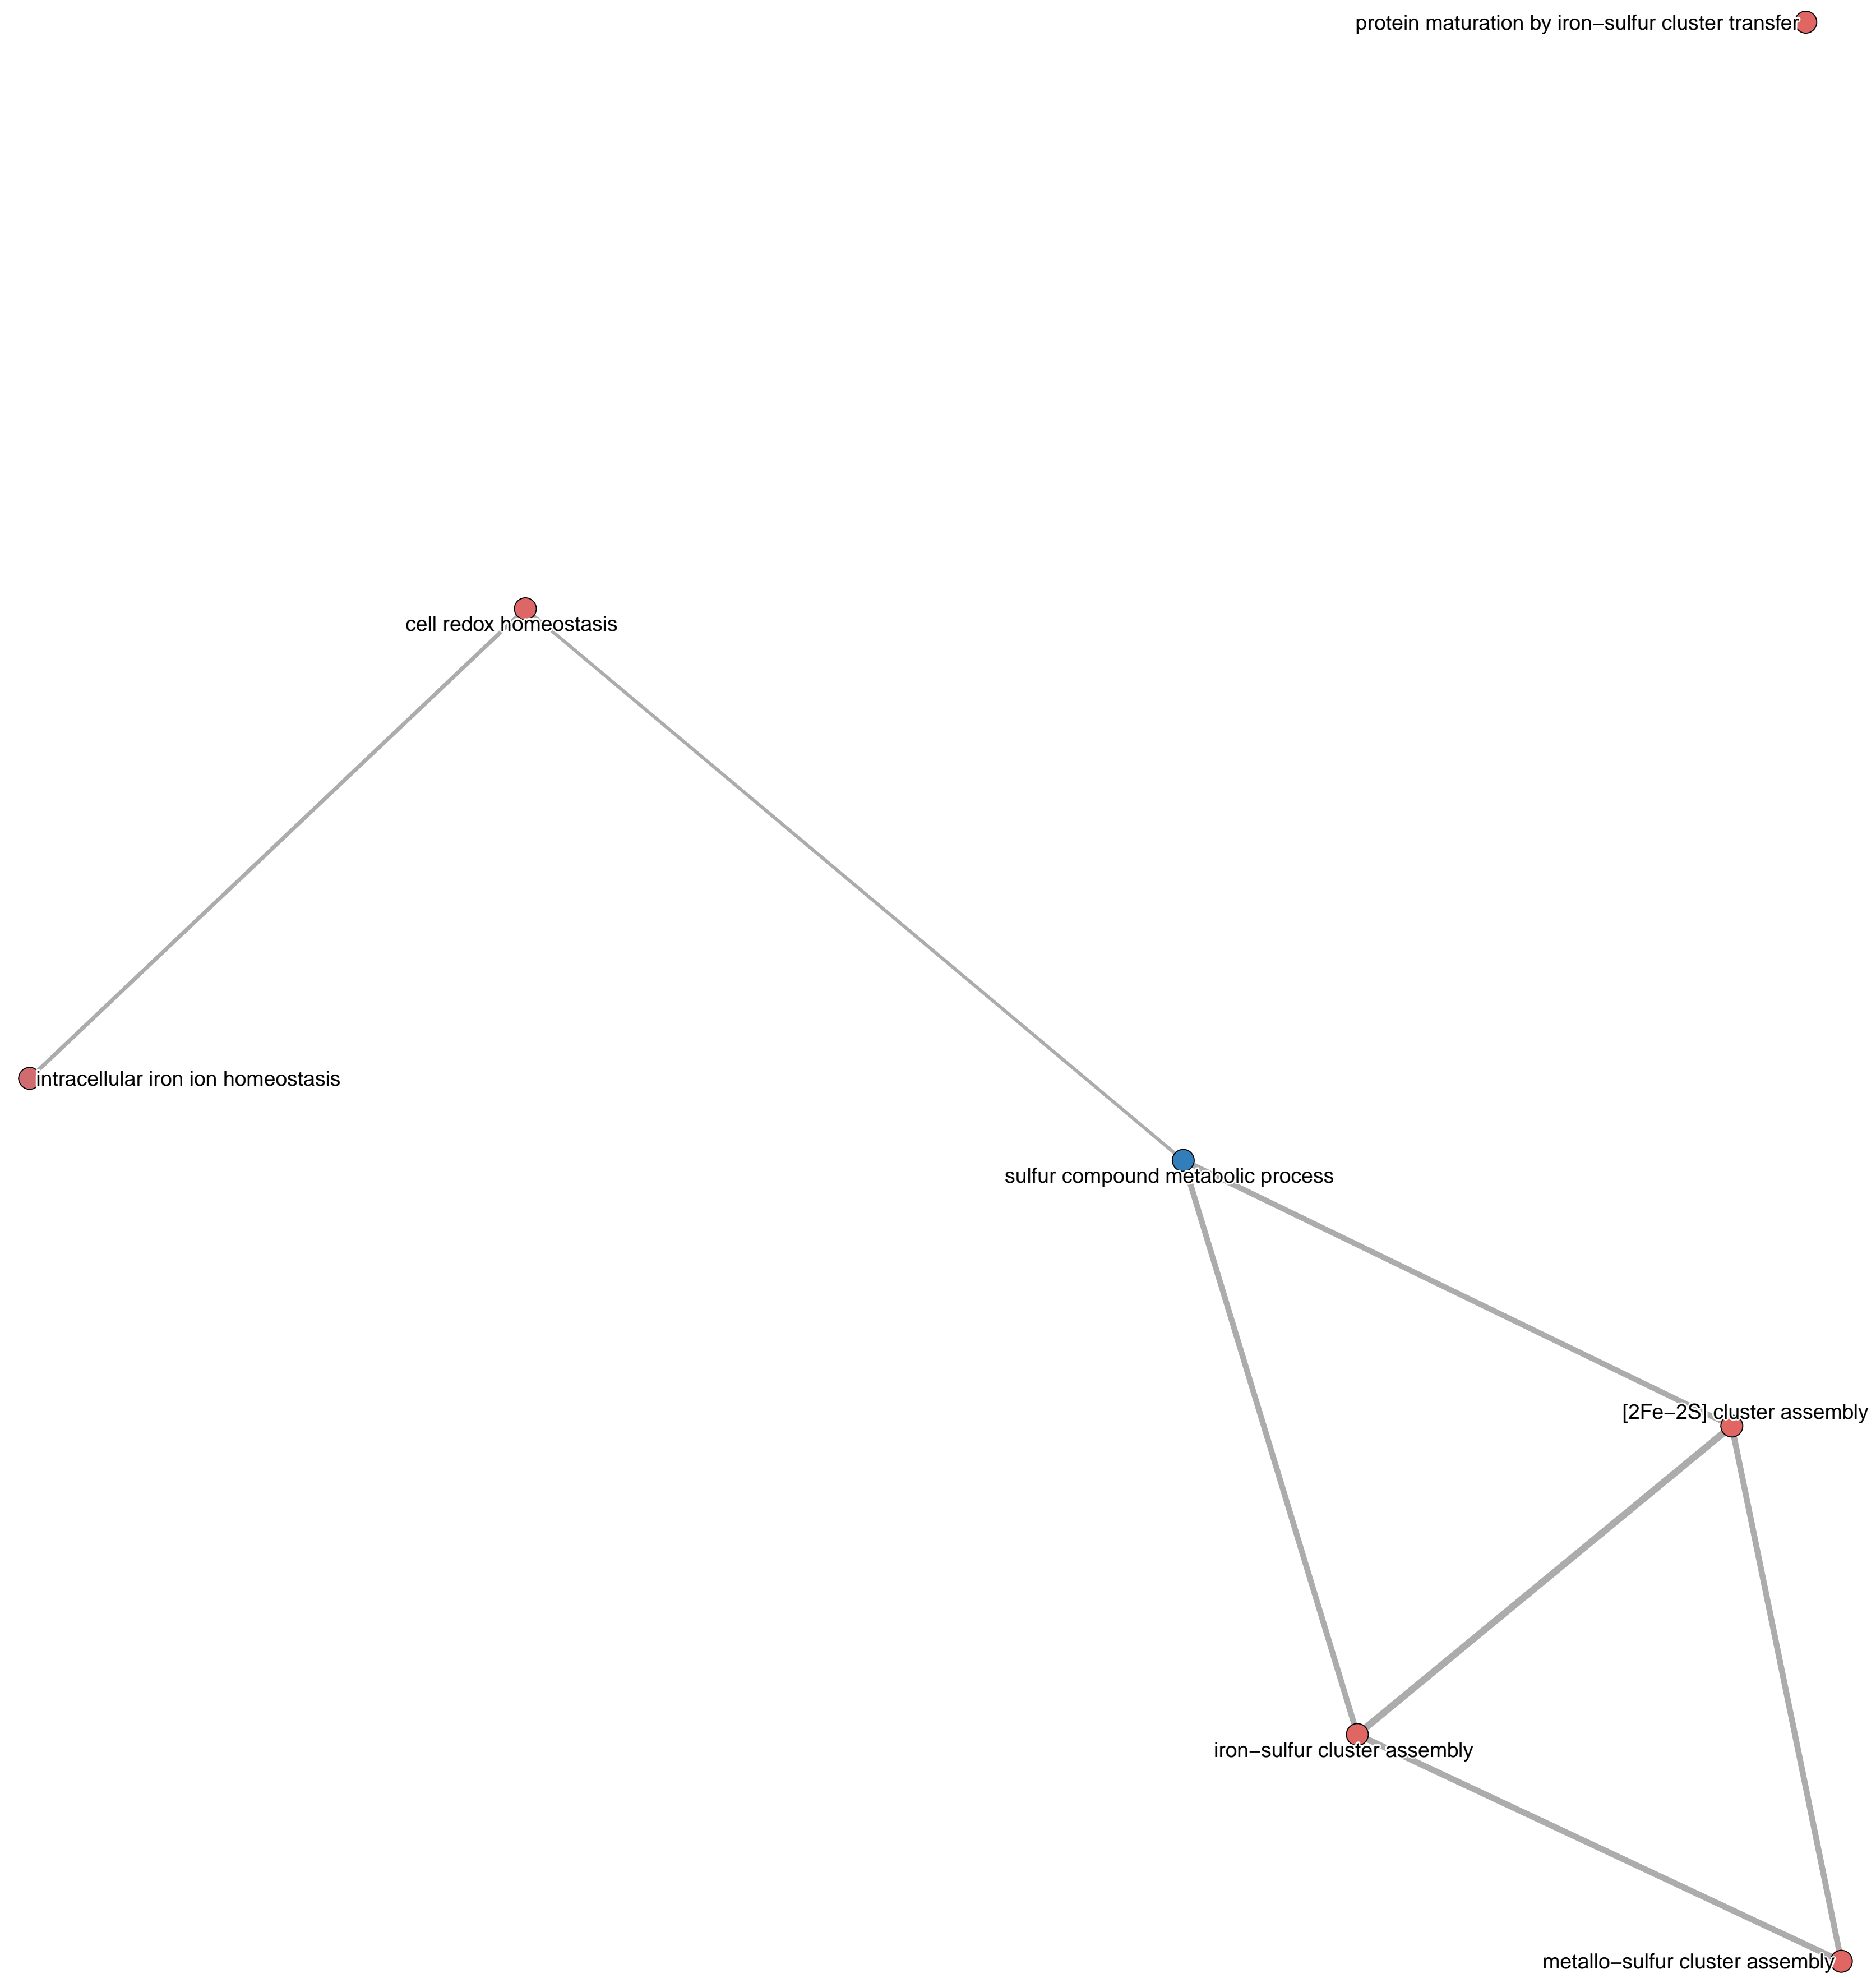 protein maturation by iron−sulfur cluster transfer
cell redox homeostasis
intracellular iron ion homeostasis
sulfur compound metabolic process
[2Fe−2S] cluster assembly
iron−sulfur cluster assembly
metallo−sulfur cluster assembly